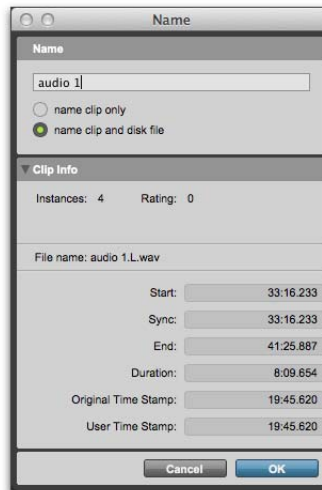 Name
Name
audio 1
name clip only
name clip and disk file
Clip Info
Instances: 4 Rating: 0
File name: audio 1.L.wav
Start: 33:16.233
Sync: 33:16.233
End: 41:25.887
Duration: 8:09.654
Original Time Stamp: 19:45.620
User Time Stamp: 19:45.620
Cancel OK